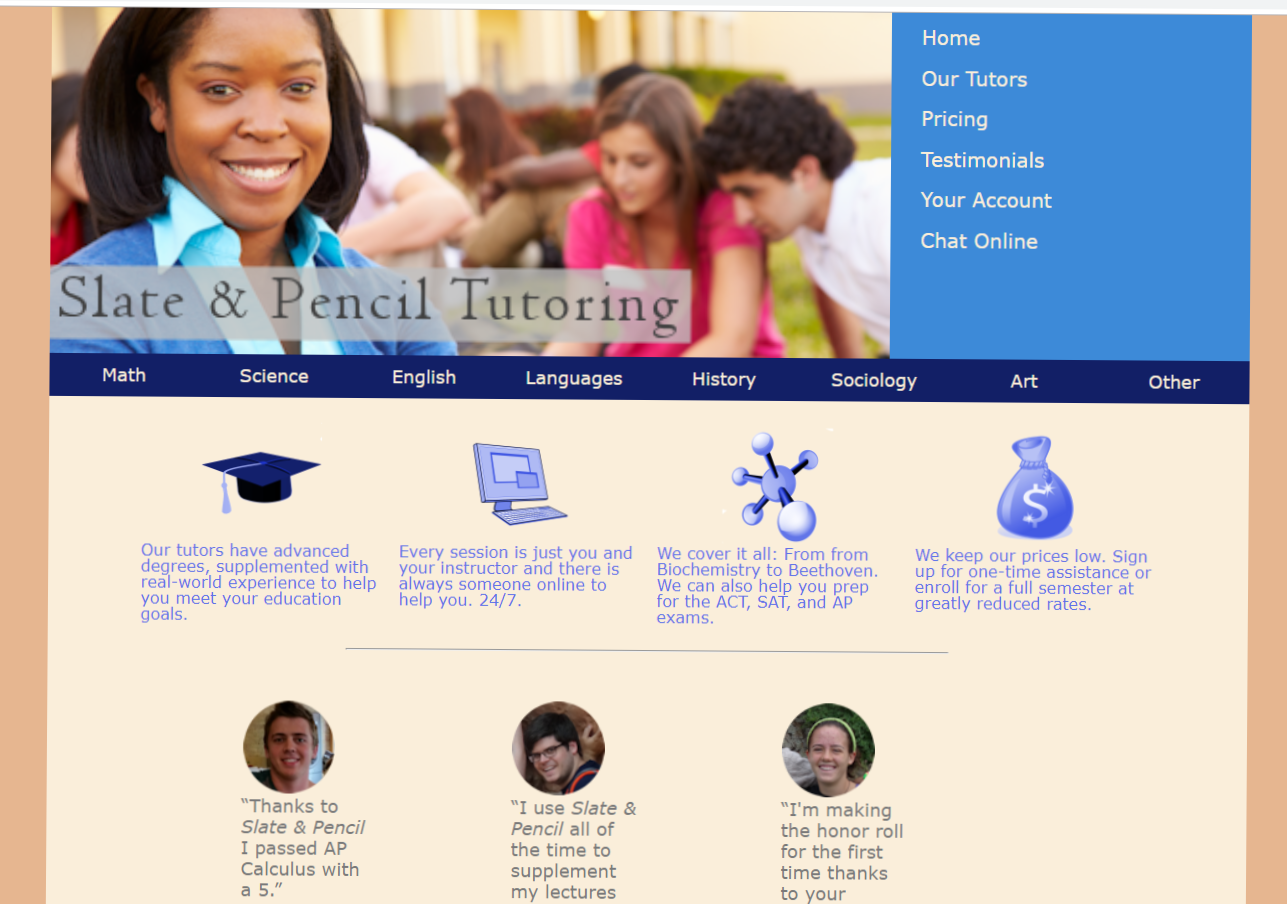 Home
Our Tutors
Pricing
Testimonials
Your Account
Chat Online
Slate & Pencil Tutoring
Math Science English Languages History Sociology Art Other
Our tutors have advanced
degrees, supplemented with
real-world experience to help
you meet your education
goals.
Every session is just you and
your instructor and there is
always someone online to
help you. 24/7.
We cover it all: From from
Biochemistry to Beethoven.
We can also help you prep
for the ACT, SAT, and AP
exams.
$
We keep our prices low. Sign
up for one-time assistance or
enroll for a full semester at
greatly reduced rates.
“Thanks to
Slate & Pencil
I passed AP
Calculus with
a 5.”
“I use Slate &
Pencil all of
the time to
supplement
my lectures
“I'm making
the honor roll
for the first
time thanks
to your